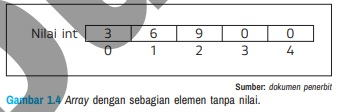 Nilai int 3 6 9 0 0
0 1 2 3 4
Sumber: dokumen penerbit
Gambar 1.4 Array dengan sebagian elemen tanpa nilai.